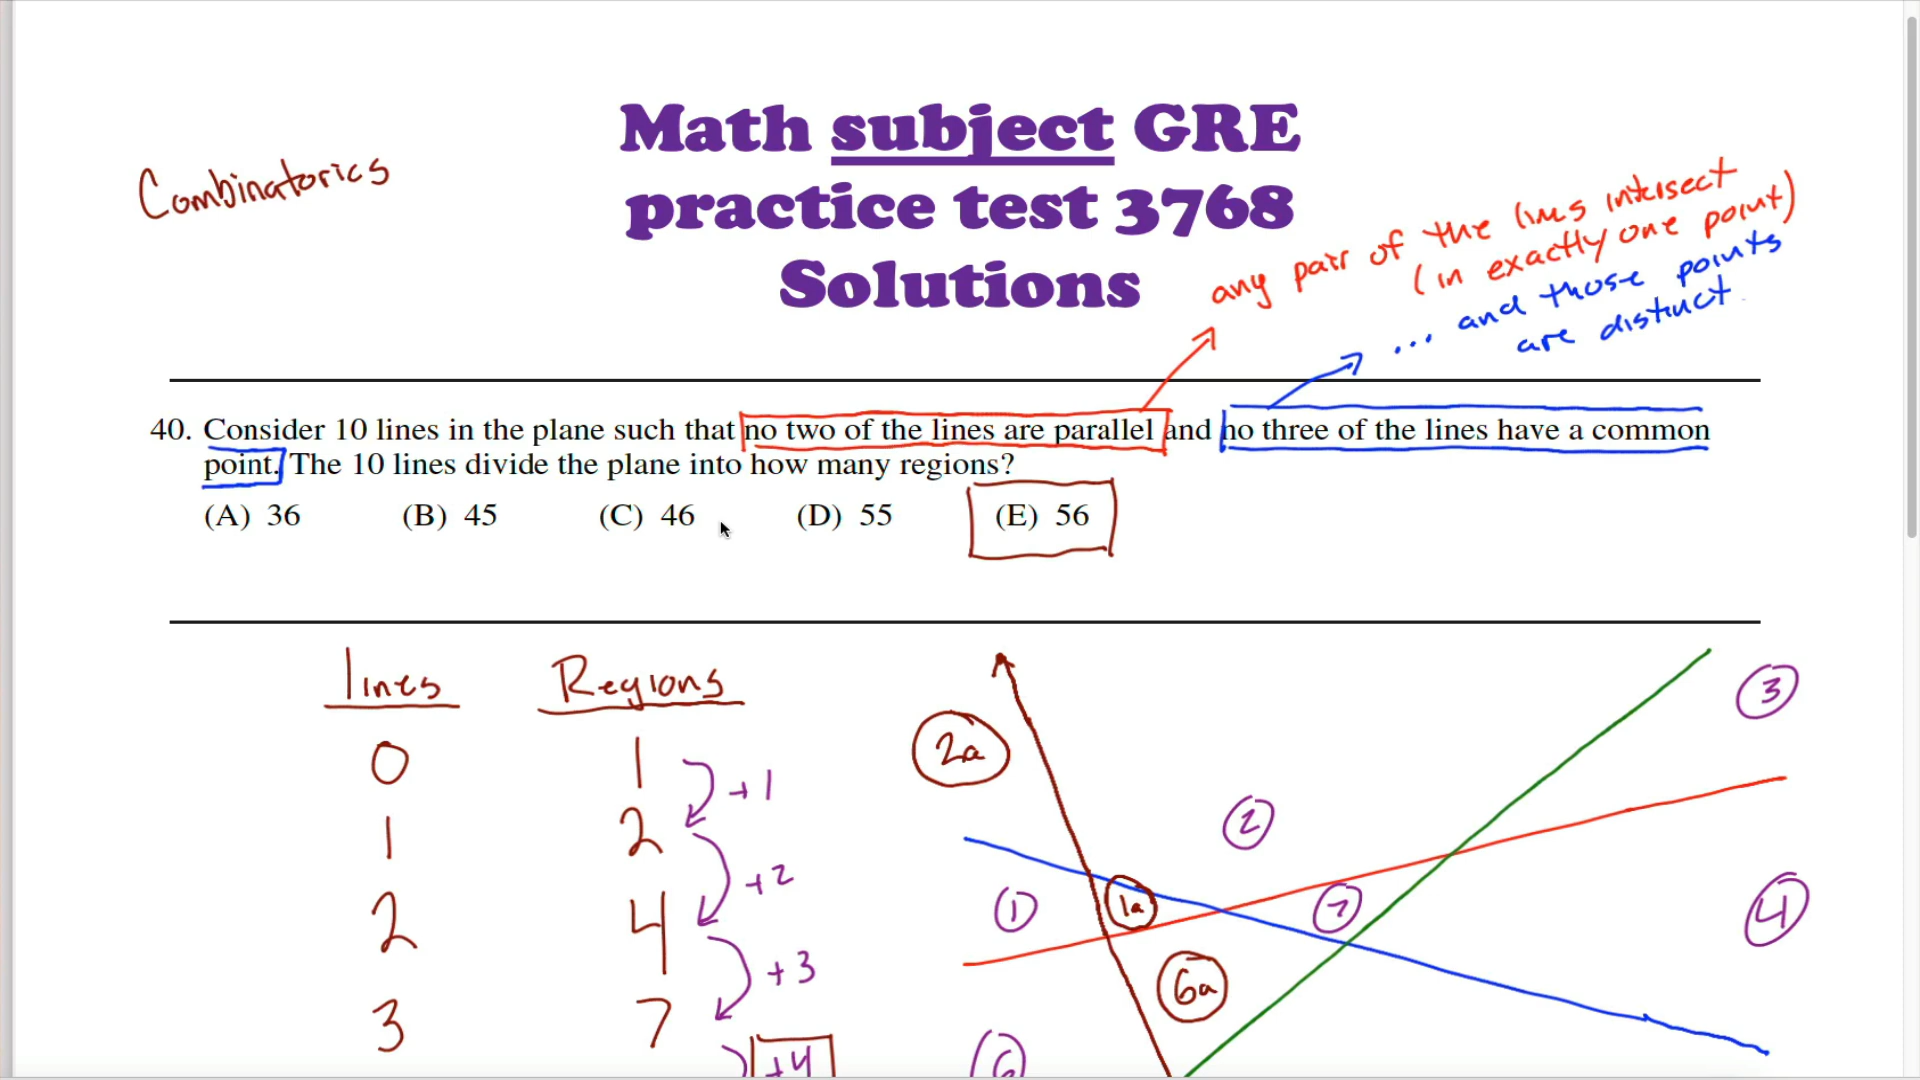 Math subject GRE
practice test 3768
Solutions
Combinatorics
any pair of the lines intersect
(in exactly one point)
... and those points
are distinct.
40. Consider 10 lines in the plane such that no two of the lines are parallel and no three of the lines have a common
point. The 10 lines divide the plane into how many regions?
(A) 36 (B) 45 (C) 46 (D) 55 (E) 56
lines Regions
0 1
+1
1 2
+2
2 4
+3
3 7
+4
2a
3
2
1
1a
7
4
6a
6